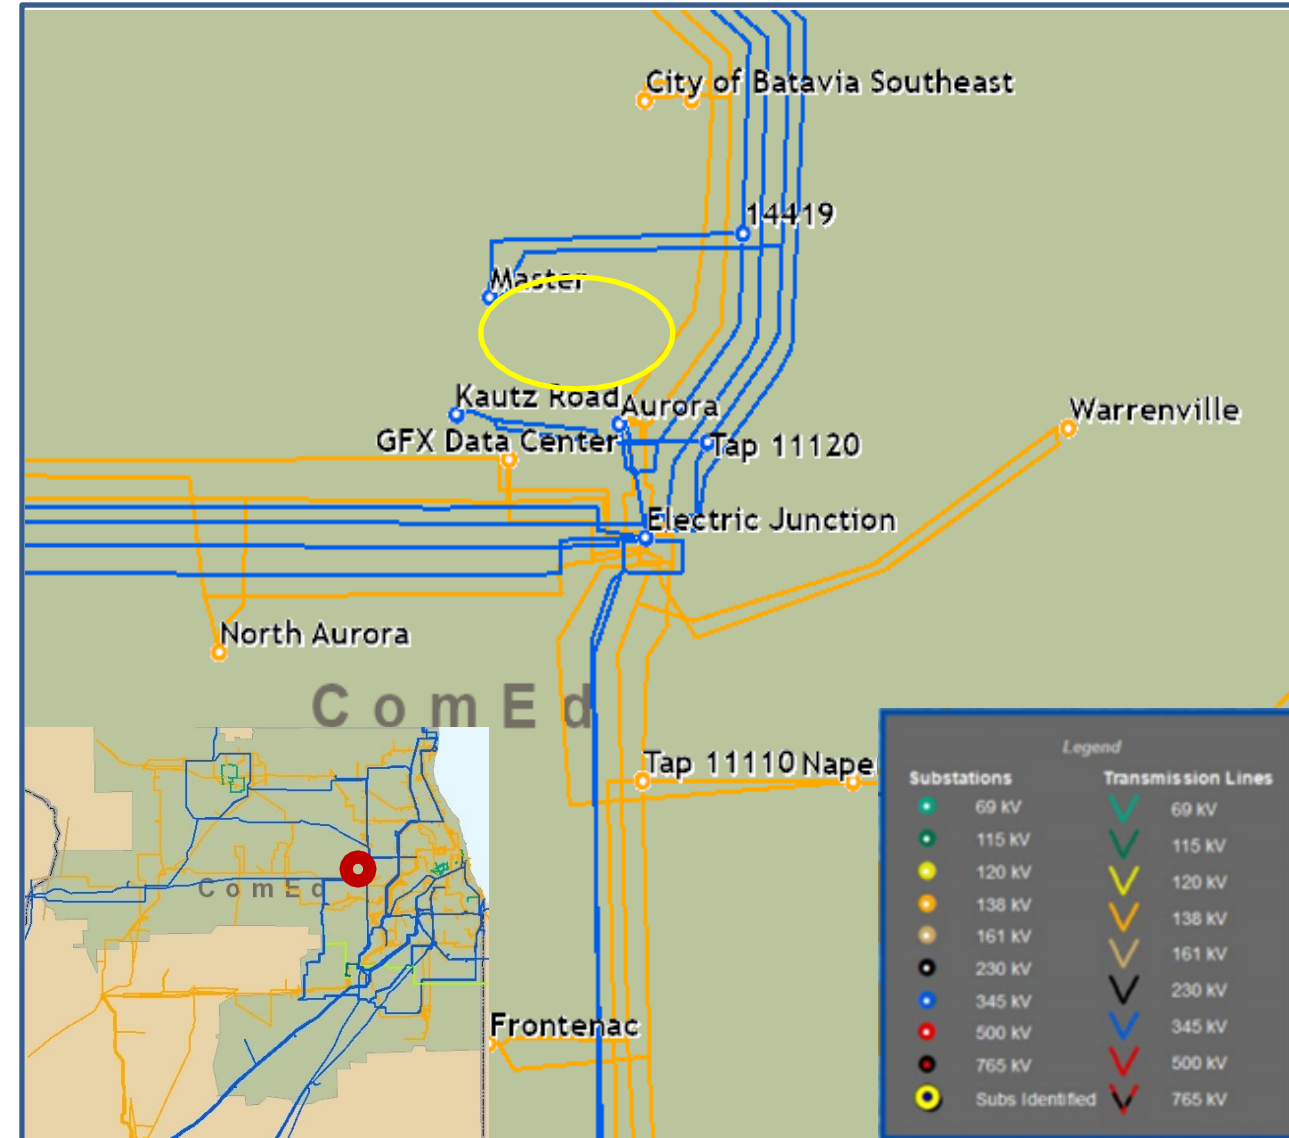 City of Batavia Southeast
14419
Master
Kautz Road
Aurora
Warrenville
GFX Data Center
Tap 11120
Electric Junction
North Aurora
ComEd
Tap 11110
Nape
ComEd
Frontenac
Legend
Substations
Transmission Lines
69 kV
69 kV
115 kV
115 kV
120 kV
120 kV
138 kV
138 kV
161 kV
161 kV
230 kV
230 kV
345 kV
345 kV
500 kV
500 kV
765 kV
765 kV
Subs Identified